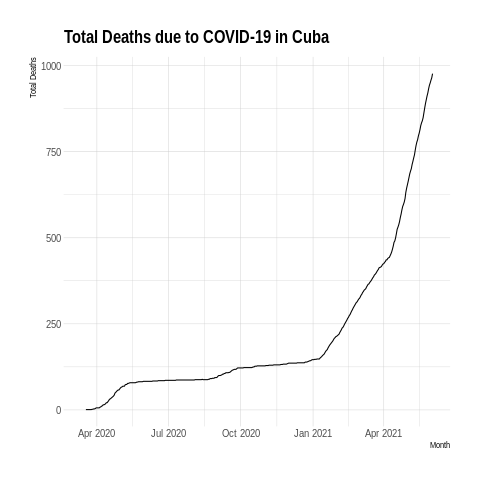 Total Deaths due to COVID-19 in Cuba
Total Deaths
1000
750
500
250
0
Apr 2020 Jul 2020 Oct 2020 Jan 2021 Apr 2021
Month